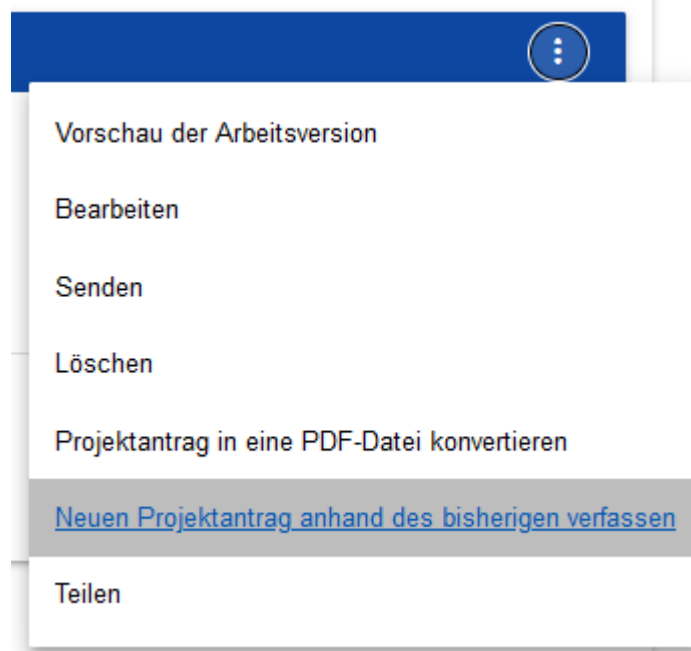 Vorschau der Arbeitsversion
Bearbeiten
Senden
Löschen
Projektantrag in eine PDF-Datei konvertieren
Neuen Projektantrag anhand des bisherigen verfassen
Teilen